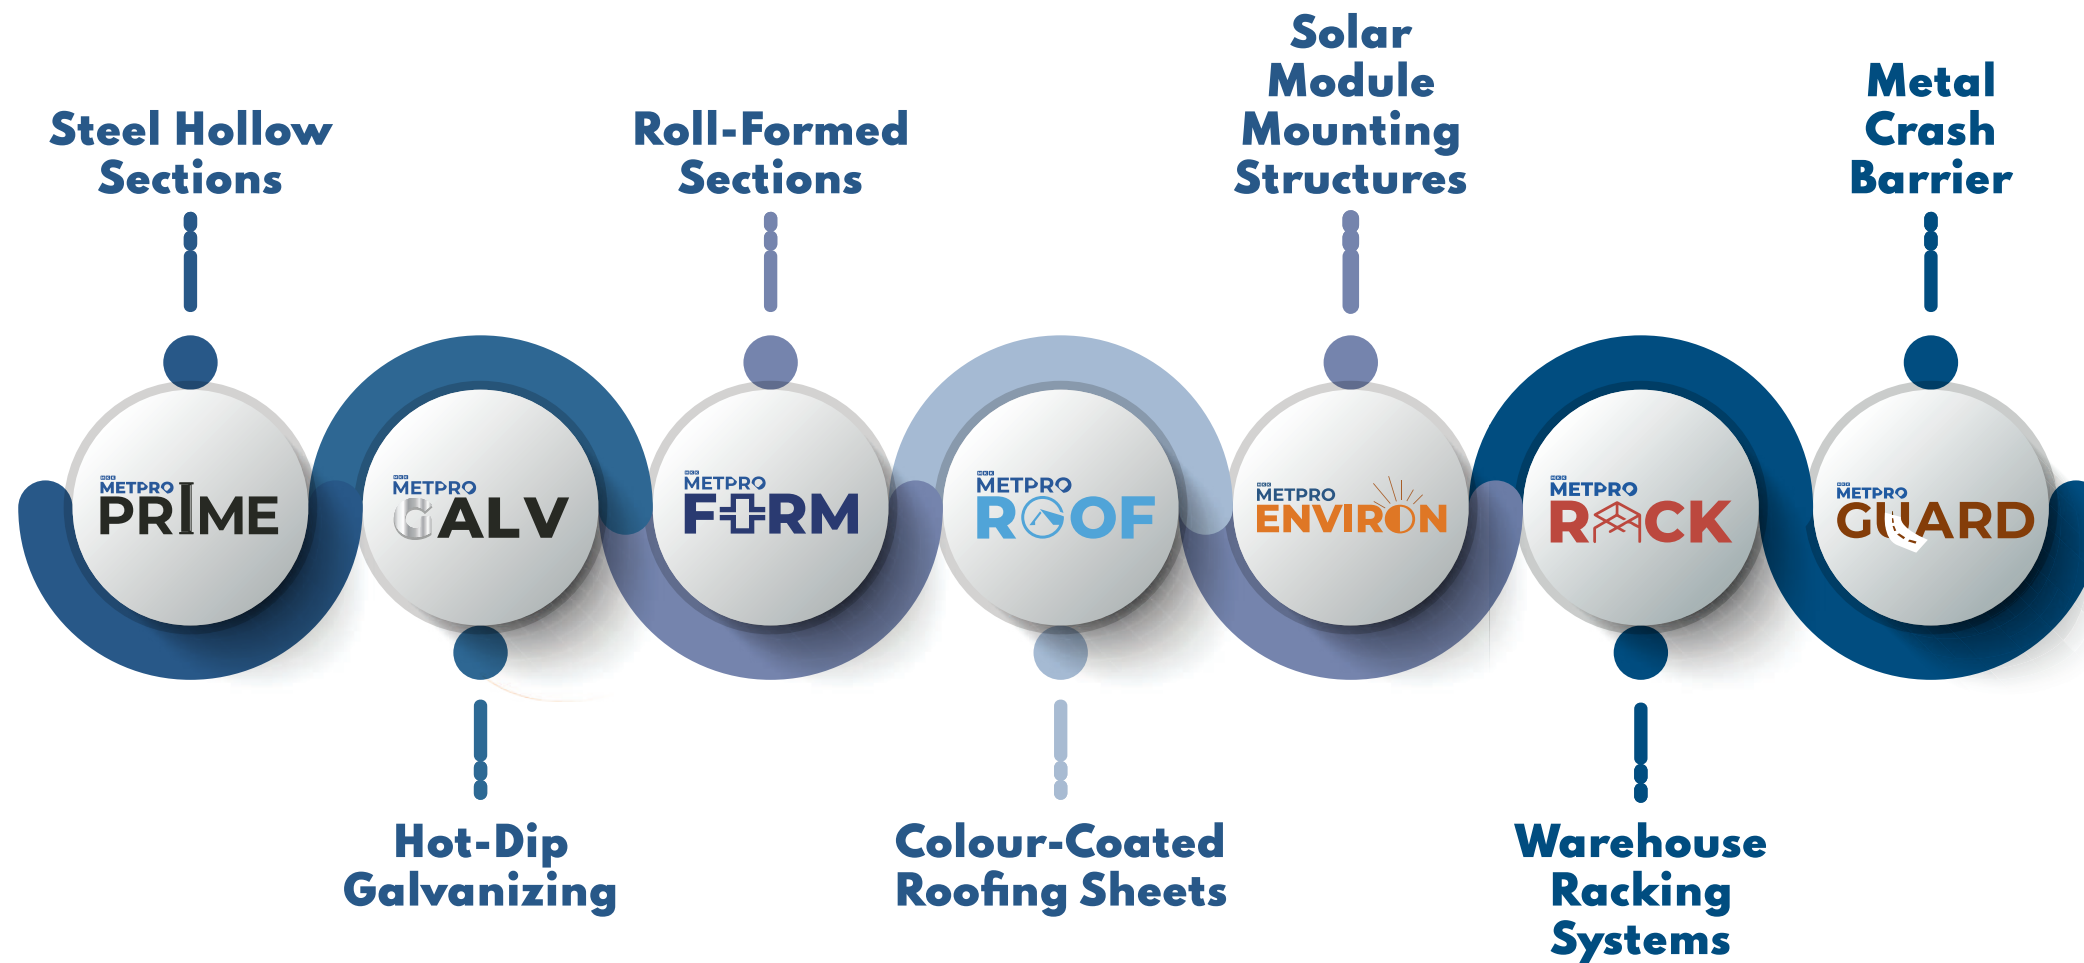 Steel Hollow
Sections
METPRO
PRIME
METPRO
GALV
Hot-Dip
Galvanizing
Roll-Formed
Sections
METPRO
FORM
METPRO
ROOF
Colour-Coated
Roofing Sheets
Solar
Module
Mounting
Structures
METPRO
ENVIRON
METPRO
RACK
Warehouse
Racking
Systems
Metal
Crash
Barrier
METPRO
GUARD